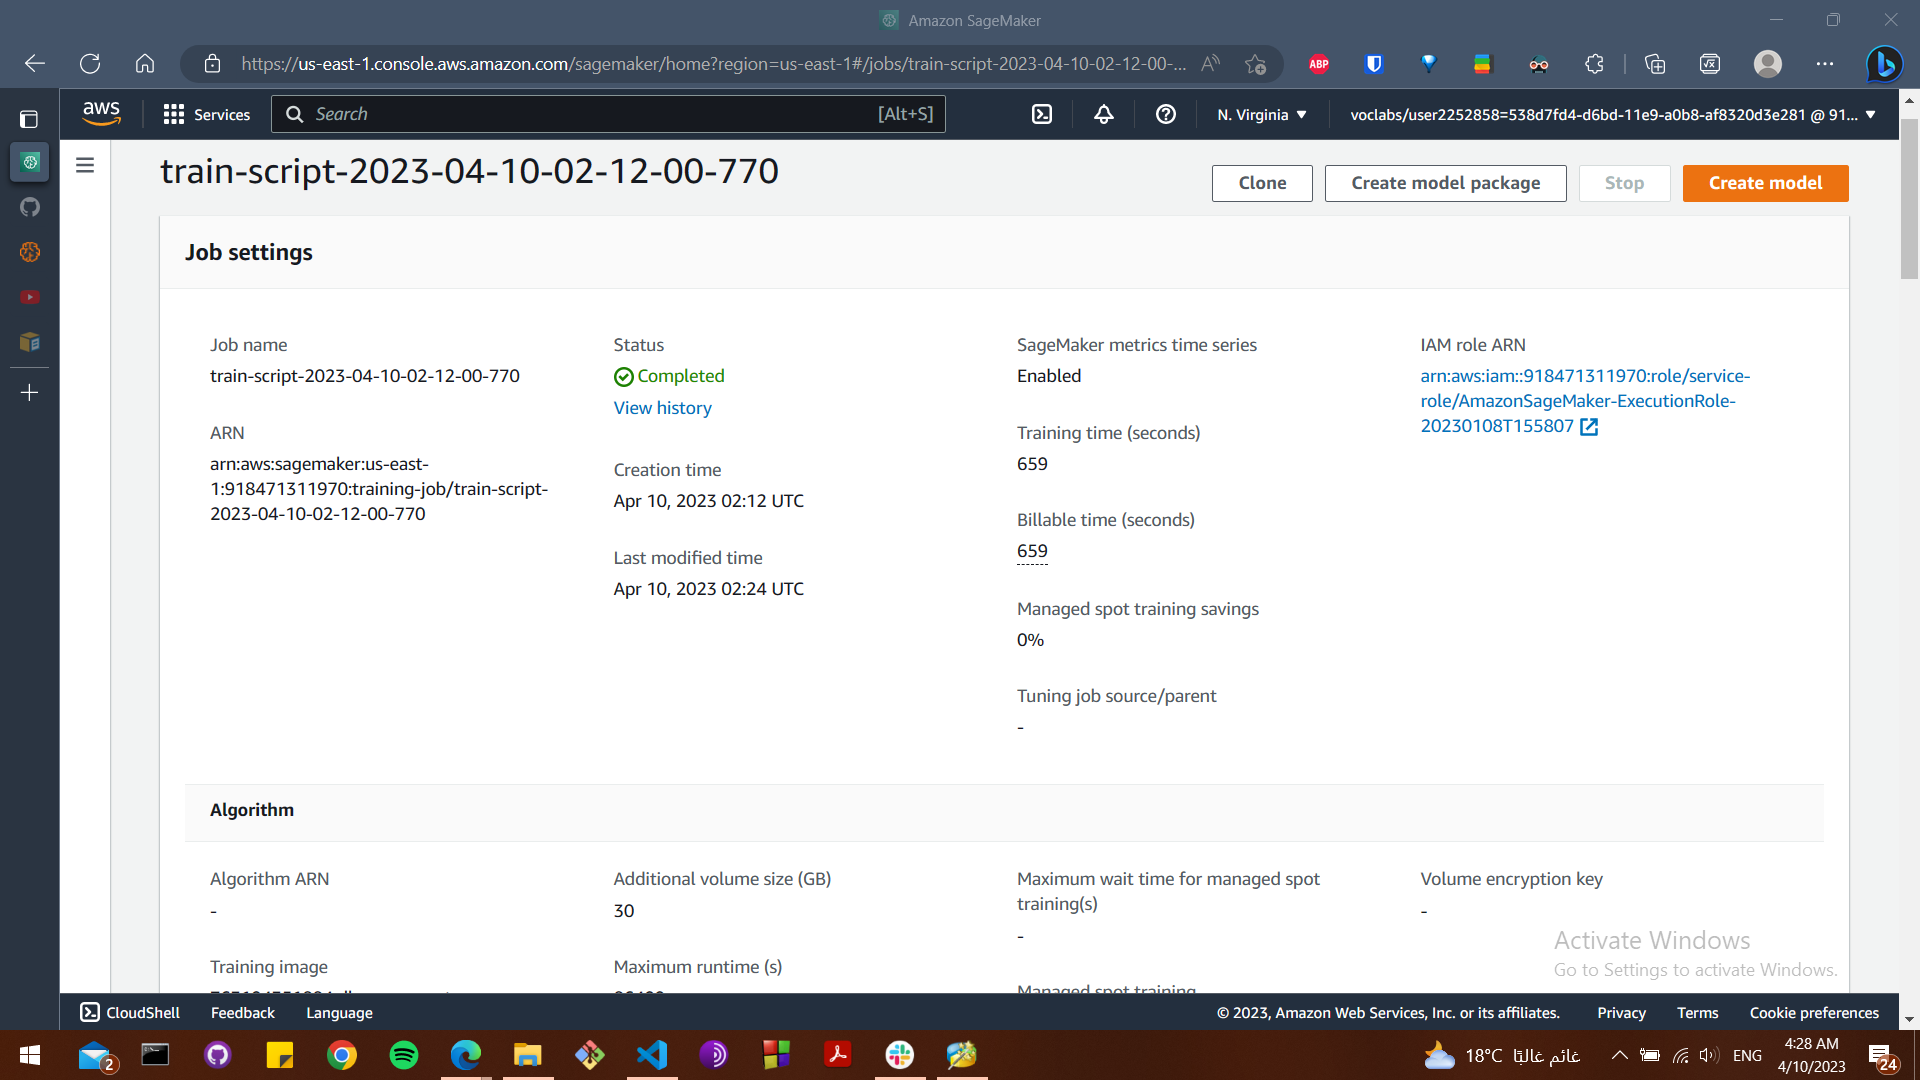 Amazon SageMaker
https://us-east-1.console.aws.amazon.com/sagemaker/home?region=us-east-1#/jobs/train-script-2023-04-10-02-12-00-...
ABP
aws
Services
Search
[Alt+S]
N. Virginia
voclabs/user2252858=538d7fd4-d6bd-11e9-a0b8-af8320d3e281 @ 91...
train-script-2023-04-10-02-12-00-770
Clone
Create model package
Stop
Create model
Job settings
Job name
train-script-2023-04-10-02-12-00-770
ARN
arn:aws:sagemaker:us-east-
1:918471311970:training-job/train-script-
2023-04-10-02-12-00-770
Status
Completed
View history
Creation time
Apr 10, 2023 02:12 UTC
Last modified time
Apr 10, 2023 02:24 UTC
SageMaker metrics time series
Enabled
Training time (seconds)
659
Billable time (seconds)
659
Managed spot training savings
0%
Tuning job source/parent
-
IAM role ARN
arn:aws:iam::918471311970:role/service-
role/AmazonSageMaker-ExecutionRole-
20230108T155807
Algorithm
Algorithm ARN
-
Training image
Additional volume size (GB)
30
Maximum runtime (s)
Maximum wait time for managed spot
training(s)
-
Managed spot training
Volume encryption key
-
Activate Windows
Go to Settings to activate Windows.
CloudShell
Feedback
Language
© 2023, Amazon Web Services, Inc. or its affiliates.
Privacy
Terms
Cookie preferences
2
18°C غائم غالبًا
ENG
4:28 AM
4/10/2023
24